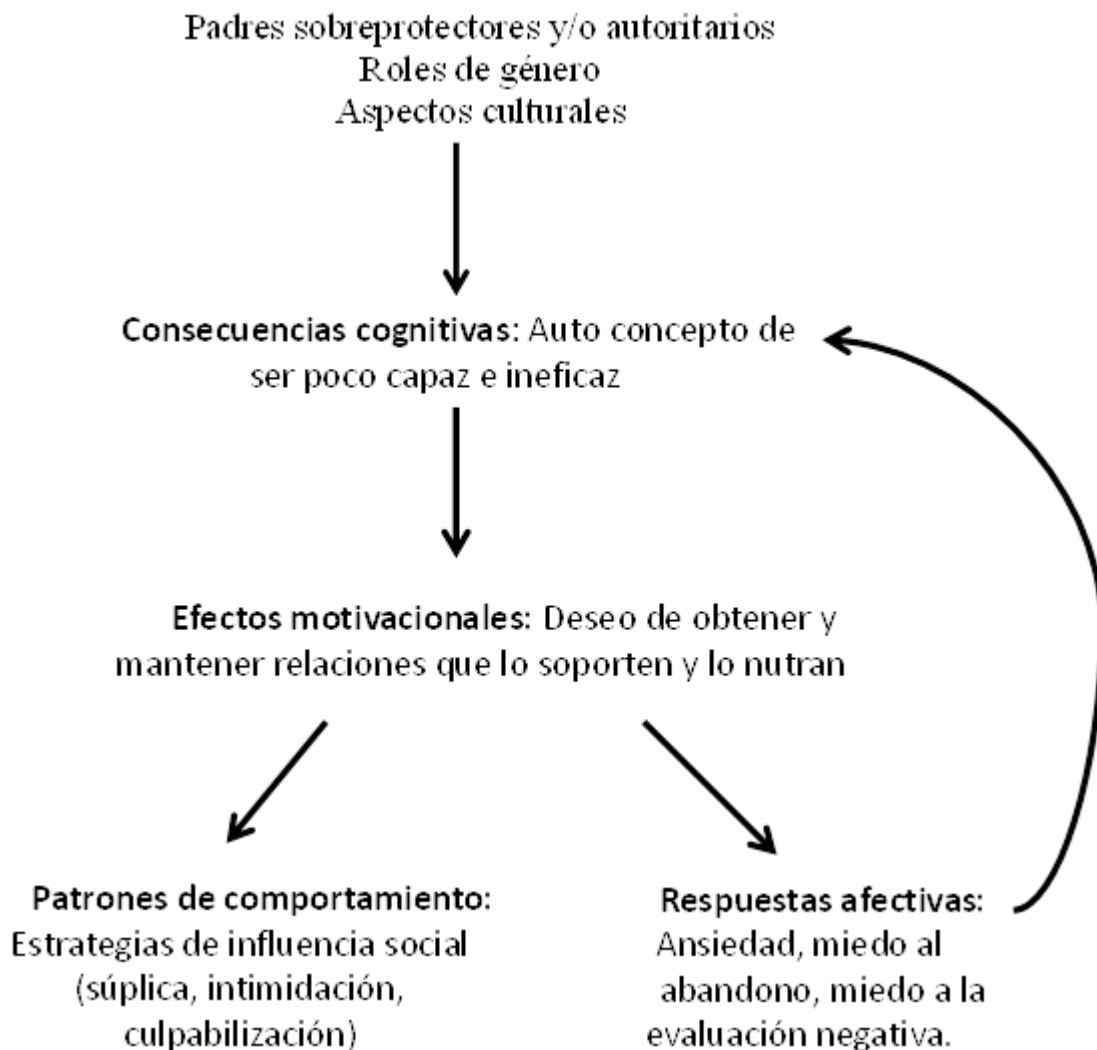 Padres sobreprotectores y/o autoritarios
Roles de género
Aspectos culturales
Consecuencias cognitivas: Auto concepto de
ser poco capaz e ineficaz
Efectos motivacionales: Deseo de obtener y
mantener relaciones que lo soporten y lo nutran
Patrones de comportamiento:
Estrategias de influencia social
(súplica, intimidación,
culpabilización)
Respuestas afectivas:
Ansiedad, miedo al
abandono, miedo a la
evaluación negativa.